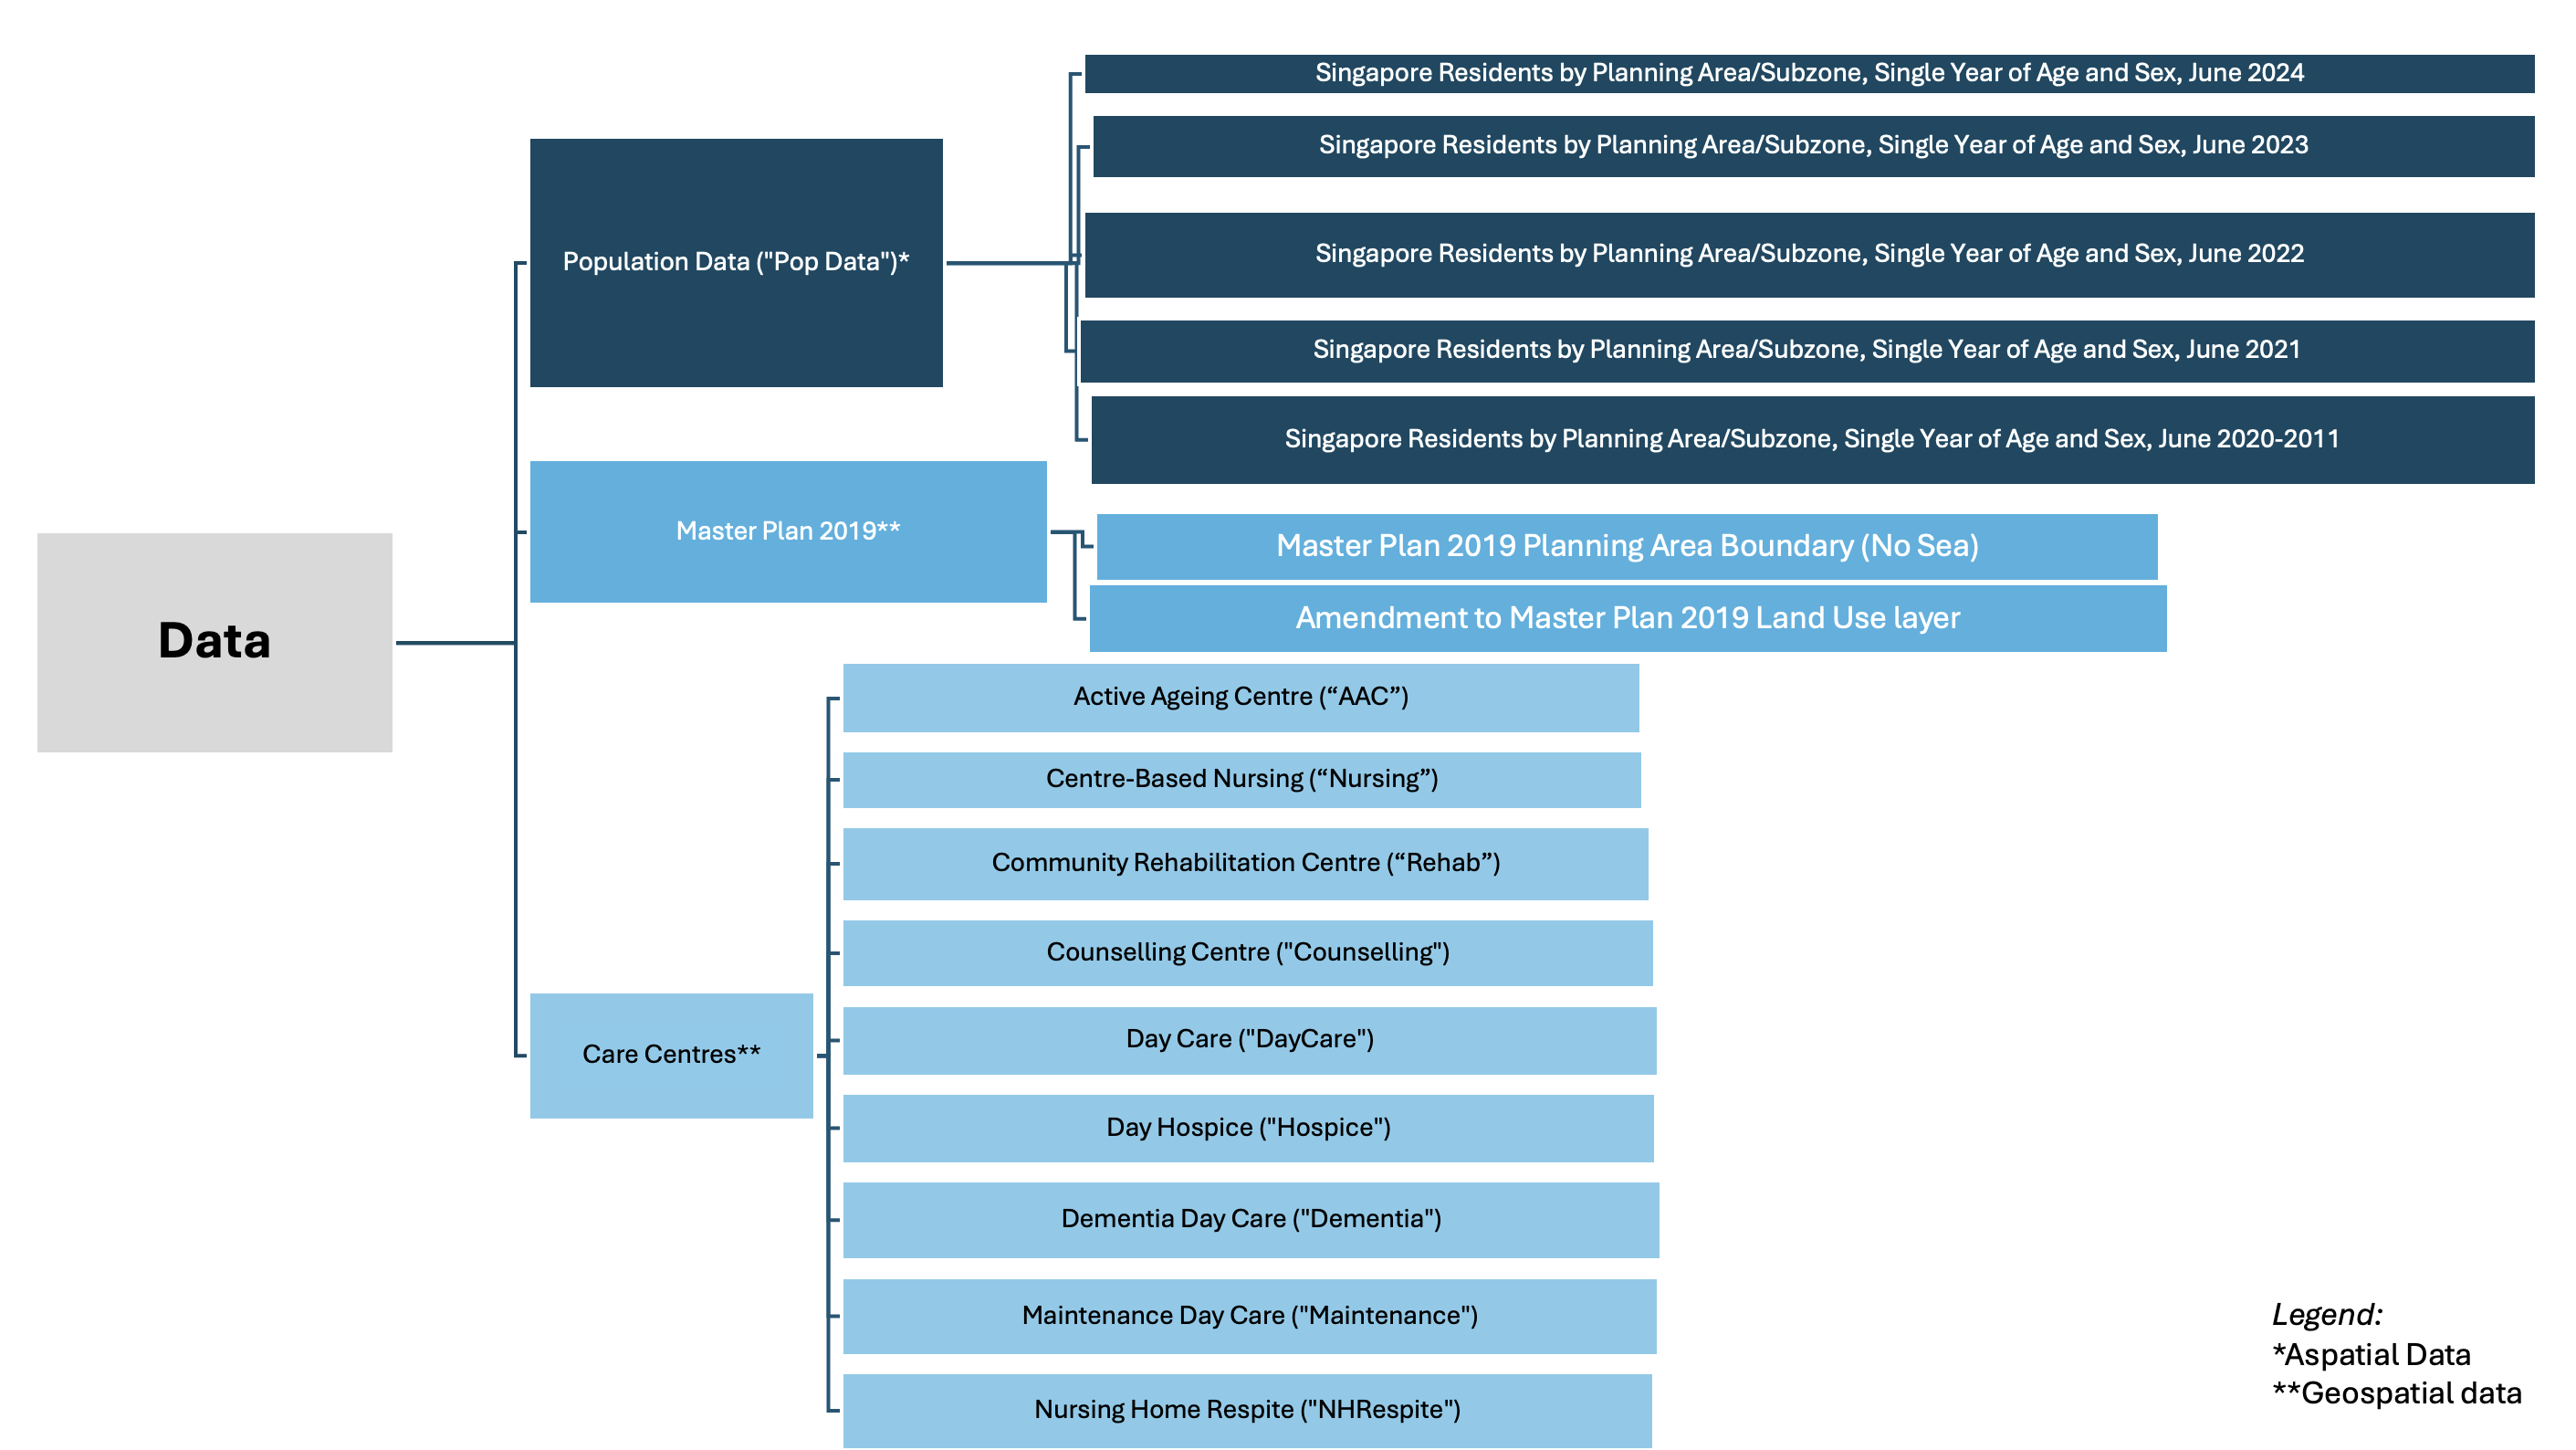 Data
Population Data ("Pop Data")*
Singapore Residents by Planning Area/Subzone, Single Year of Age and Sex, June 2024
Singapore Residents by Planning Area/Subzone, Single Year of Age and Sex, June 2023
Singapore Residents by Planning Area/Subzone, Single Year of Age and Sex, June 2022
Singapore Residents by Planning Area/Subzone, Single Year of Age and Sex, June 2021
Singapore Residents by Planning Area/Subzone, Single Year of Age and Sex, June 2020-2011
Master Plan 2019**
Master Plan 2019 Planning Area Boundary (No Sea)
Amendment to Master Plan 2019 Land Use layer
Care Centres**
Active Ageing Centre (“AAC”)
Centre-Based Nursing (“Nursing”)
Community Rehabilitation Centre (“Rehab”)
Counselling Centre ("Counselling")
Day Care ("DayCare")
Day Hospice ("Hospice")
Dementia Day Care ("Dementia")
Maintenance Day Care ("Maintenance")
Nursing Home Respite ("NHRespite")
Legend:
*Aspatial Data
**Geospatial data